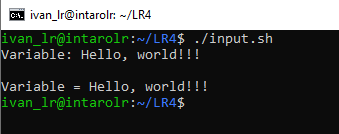 ivan_lr@intarolr: ~/LR4
ivan_lr@intarolr:~/LR4$ ./input.sh
Variable: Hello, world!!!
Variable = Hello, world!!!
ivan_lr@intarolr:~/LR4$